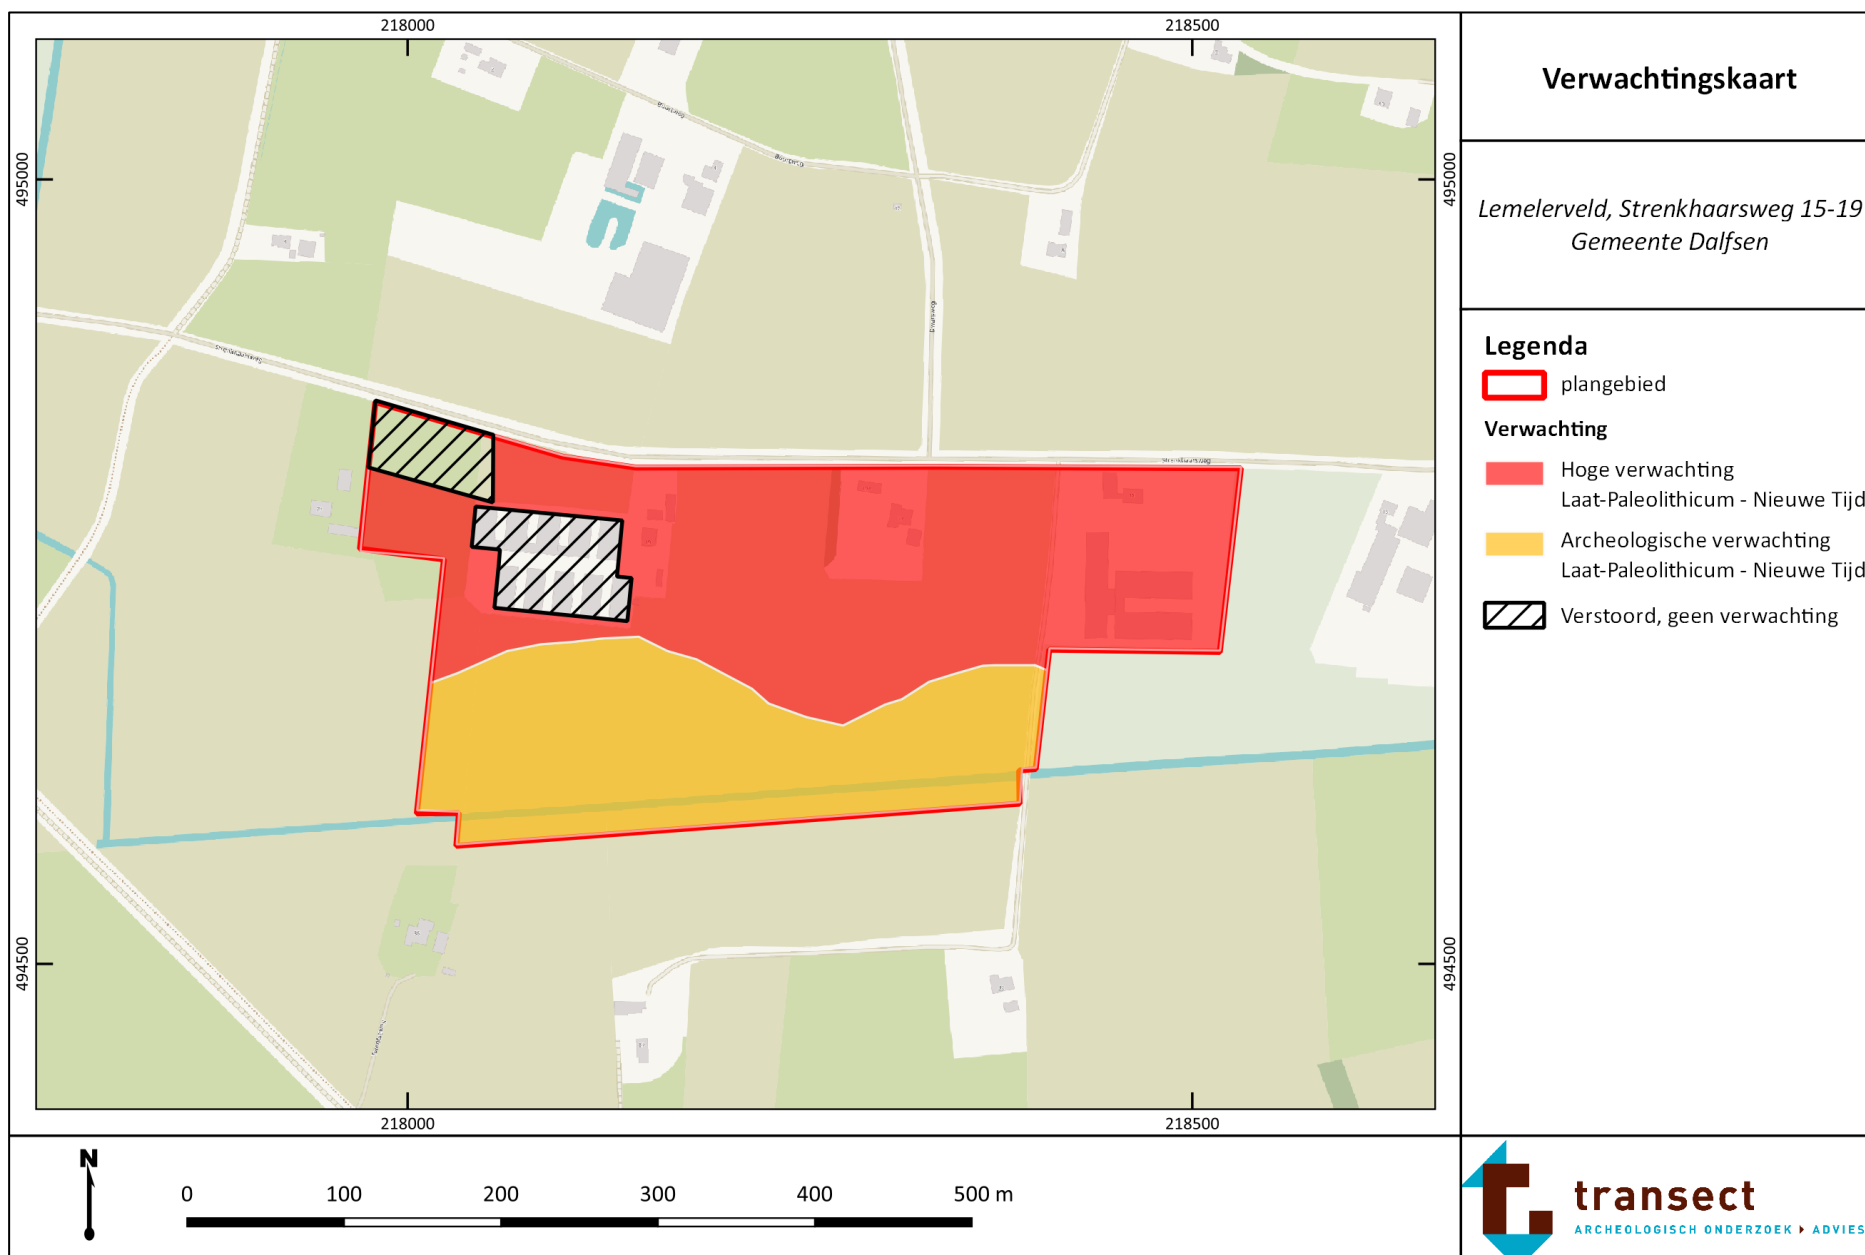 218000
218500
495000
495000
494500
494500
218000
218500
Verwachtingskaart
Lemelerveld, Strenkhaarsweg 15-19
Gemeente Dalfsen
Legenda
plangebied
Verwachting
Hoge verwachting
Laat-Paleolithicum - Nieuwe Tijd
Archeologische verwachting
Laat-Paleolithicum - Nieuwe Tijd
Verstoord, geen verwachting
N
0 100 200 300 400 500 m
transect
ARCHEOLOGISCH ONDERZOEK ▸ ADVIES